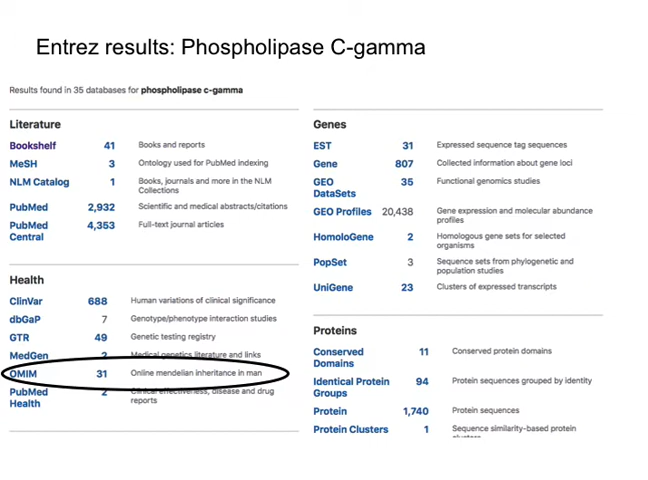 Entrez results: Phospholipase C-gamma
Results found in 35 databases for phospholipase c-gamma
Literature
Bookshelf 41 Books and reports
MeSH 3 Ontology used for PubMed indexing
NLM Catalog 1 Books, journals and more in the NLM
Collections
PubMed 2,932 Scientific and medical abstracts/citations
PubMed 4,353 Full-text journal articles
Central
Health
ClinVar 688 Human variations of clinical significance
dbGaP 7 Genotype/phenotype interaction studies
GTR 49 Genetic testing registry
MedGen 2 Medical genetics literature and links
OMIM 31 Online mendelian inheritance in man
PubMed 2 Clinical effectiveness, disease and drug
Health reports
Genes
EST 31 Expressed sequence tag sequences
Gene 807 Collected information about gene loci
GEO 35 Functional genomics studies
DataSets
GEO Profiles 20,438 Gene expression and molecular abundance
profiles
HomoloGene 2 Homologous gene sets for selected
organisms
PopSet 3 Sequence sets from phylogenetic and
population studies
UniGene 23 Clusters of expressed transcripts
Proteins
Conserved 11 Conserved protein domains
Domains
Identical Protein 94 Protein sequences grouped by identity
Groups
Protein 1,740 Protein sequences
Protein Clusters 1 Sequence similarity-based protein
clusters